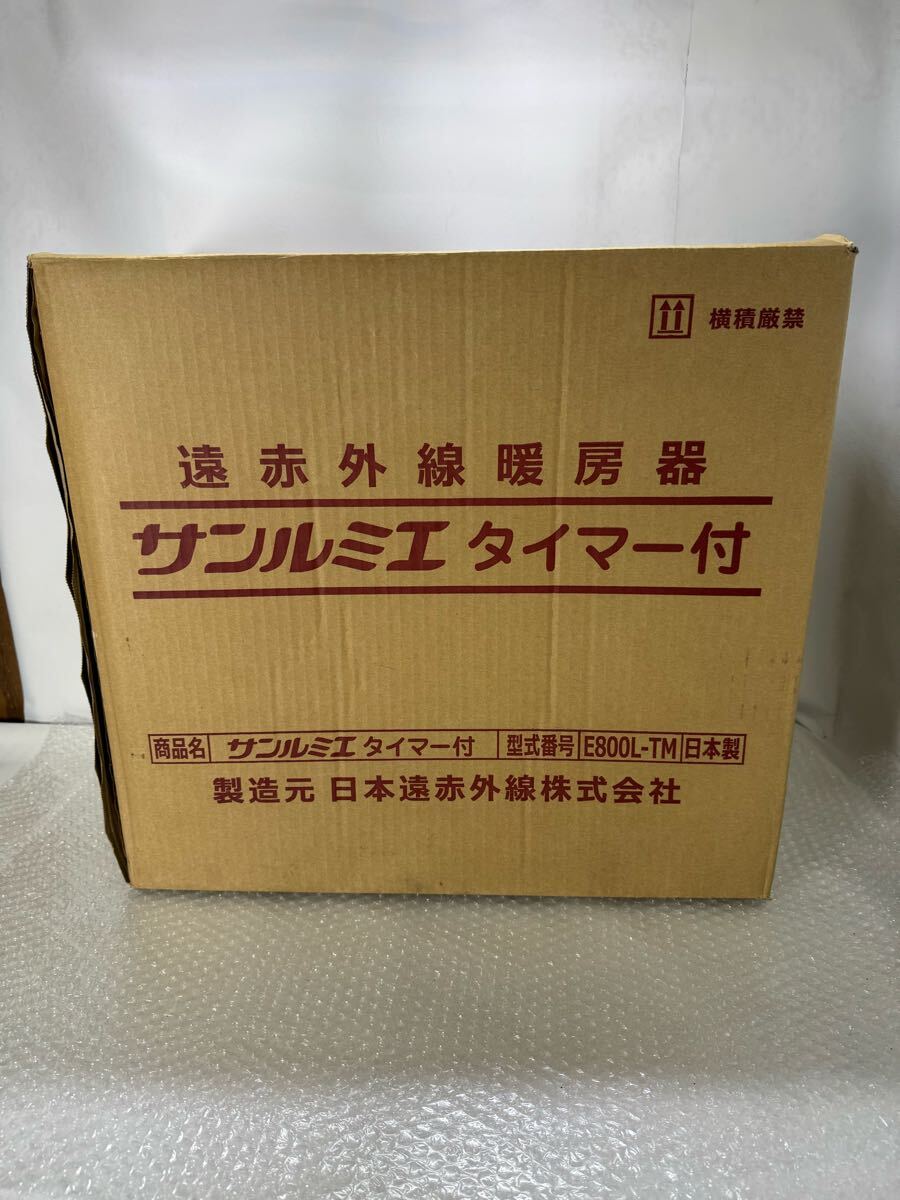 横積厳禁
遠赤外線暖房器
サンルミエ タイマー付
商品名 サンルミエ タイマー付 型式番号 E800L-TM 日本製
製造元 日本遠赤外線株式会社